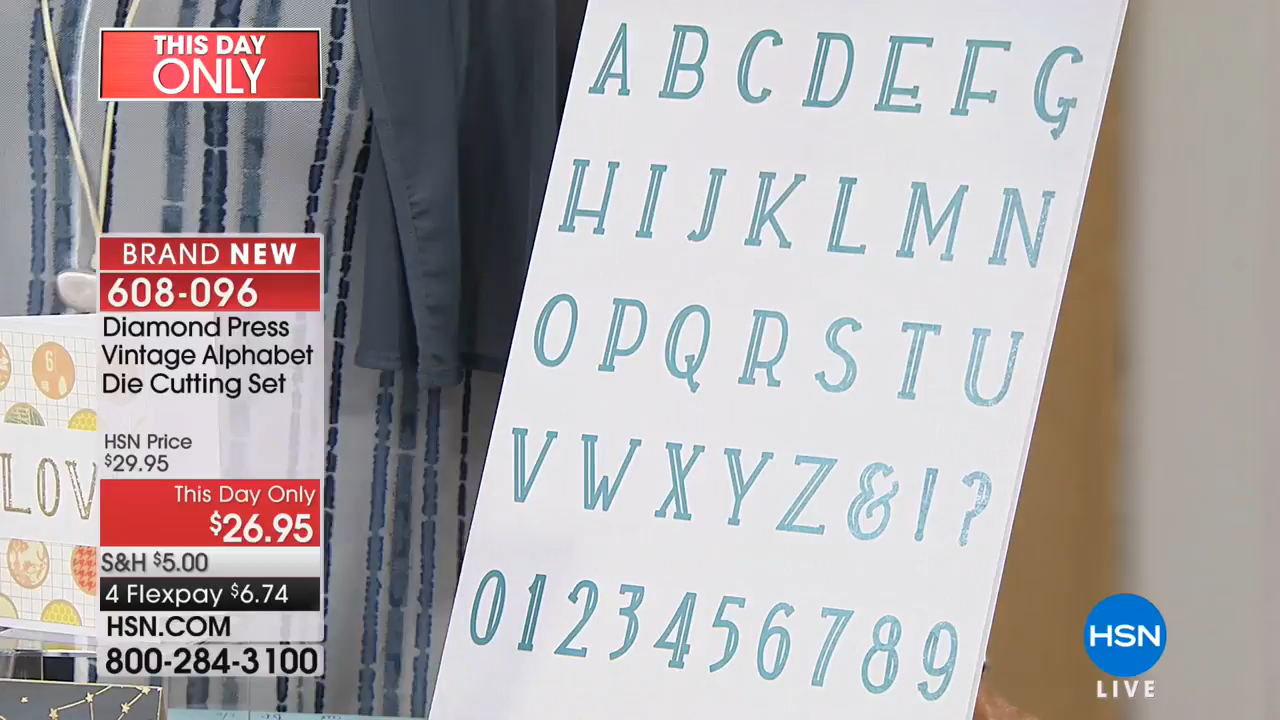 THIS DAY
ONLY
BRAND NEW
608-096
Diamond Press
Vintage Alphabet
Die Cutting Set
HSN Price
$29.95
This Day Only
$26.95
S&H $5.00
4 Flexpay $6.74
HSN.COM
800-284-3100
LOV
6
A B C D E F G
H I J K L M N
O P Q R S T U
V W X Y Z & ! ?
0 1 2 3 4 5 6 7 8 9
HSN
LIVE